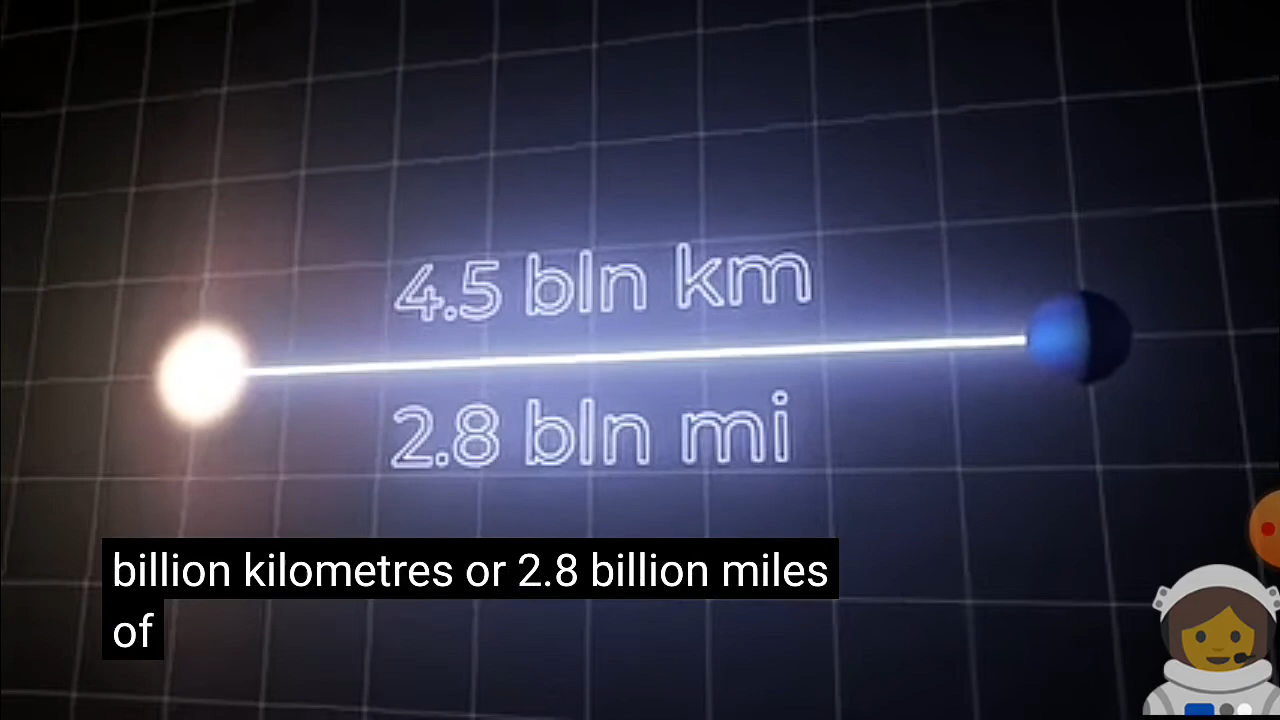 4.5 bln km
2.8 bln mi
billion kilometres or 2.8 billion miles
of